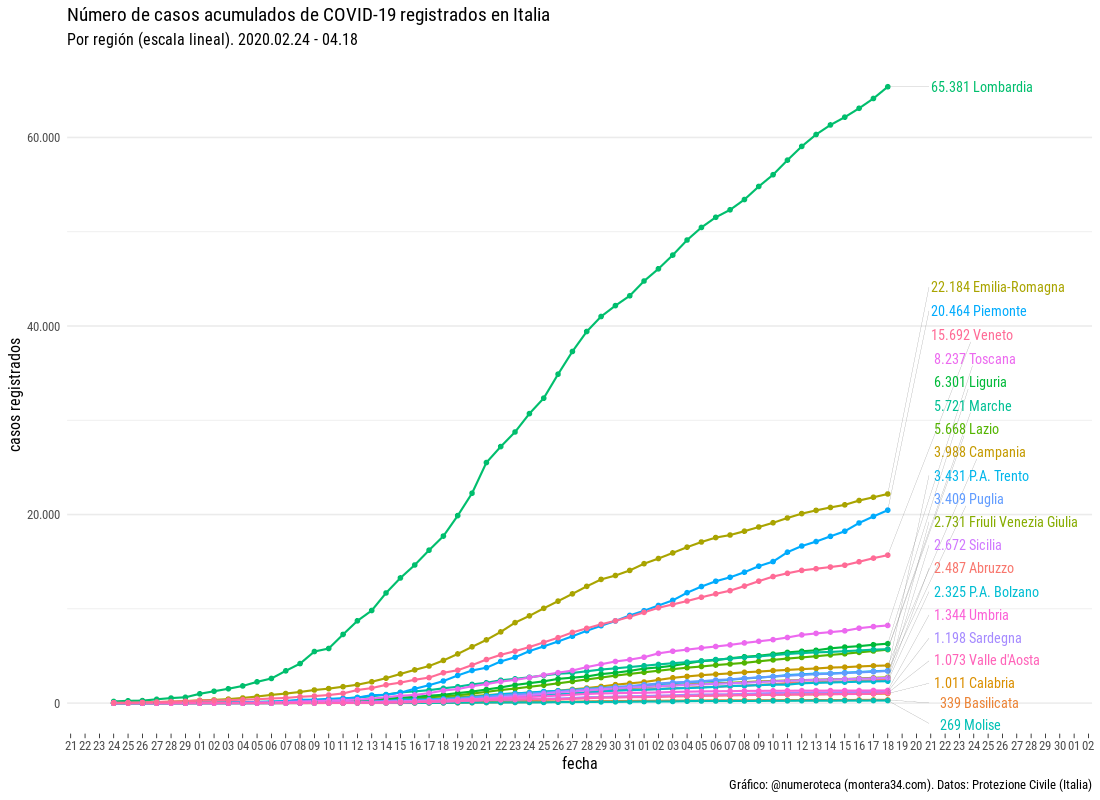 Número de casos acumulados de COVID-19 registrados en Italia
Por región (escala lineal). 2020.02.24 - 04.18
casos registrados
60.000
40.000
20.000
0
65.381 Lombardia
22.184 Emilia-Romagna
20.464 Piemonte
15.692 Veneto
8.237 Toscana
6.301 Liguria
5.721 Marche
5.668 Lazio
3.988 Campania
3.431 P.A. Trento
3.409 Puglia
2.731 Friuli Venezia Giulia
2.672 Sicilia
2.487 Abruzzo
2.325 P.A. Bolzano
1.344 Umbria
1.198 Sardegna
1.073 Valle d'Aosta
1.011 Calabria
339 Basilicata
269 Molise
21 22 23 24 25 26 27 28 29 01 02 03 04 05 06 07 08 09 10 11 12 13 14 15 16 17 18 19 20 21 22 23 24 25 26 27 28 29 30 31 01 02 03 04 05 06 07 08 09 10 11 12 13 14 15 16 17 18 19 20 21 22 23 24 25 26 27 28 29 30 01 02
fecha
Gráfico: @numeroteca (montera34.com). Datos: Protezione Civile (Italia)